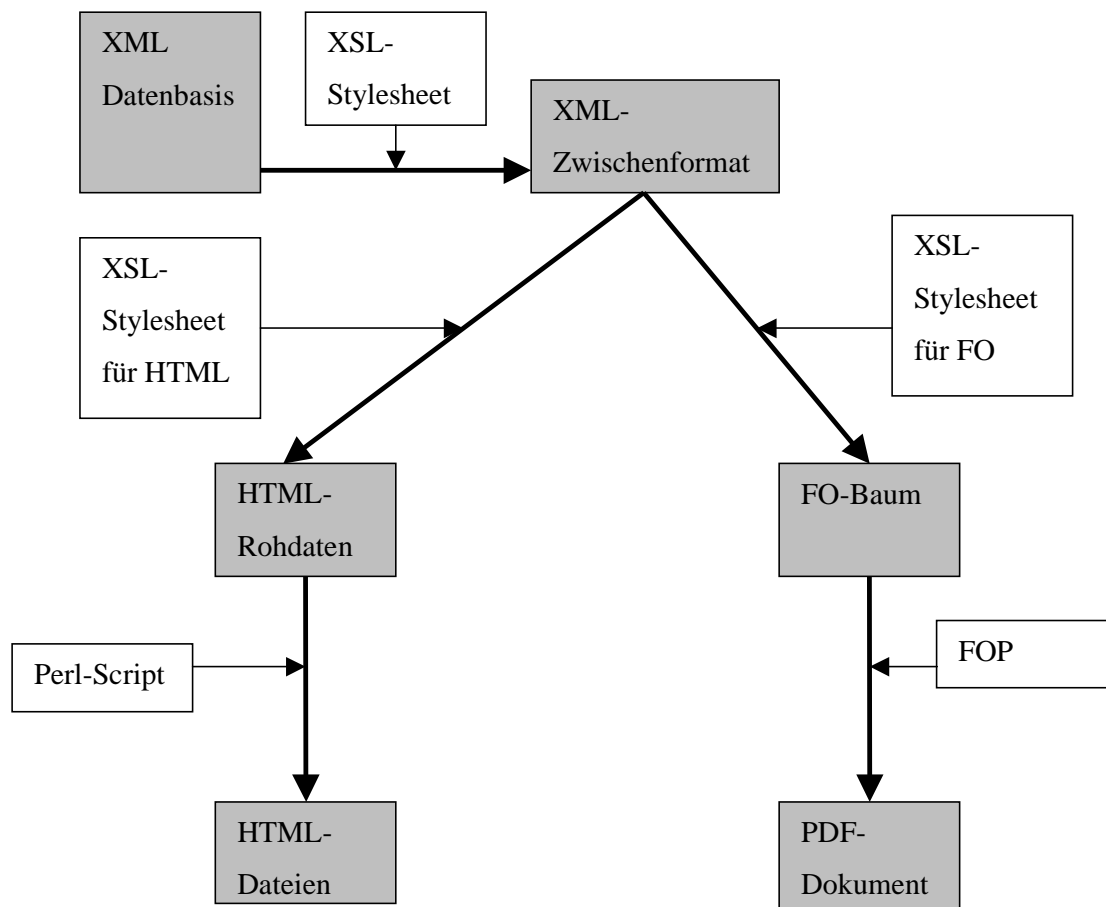 XML
Datenbasis
XSL-
Stylesheet
XML-
Zwischenformat
XSL-
Stylesheet
für HTML
XSL-
Stylesheet
für FO
HTML-
Rohdaten
FO-Baum
Perl-Script
FOP
HTML-
Dateien
PDF-
Dokument